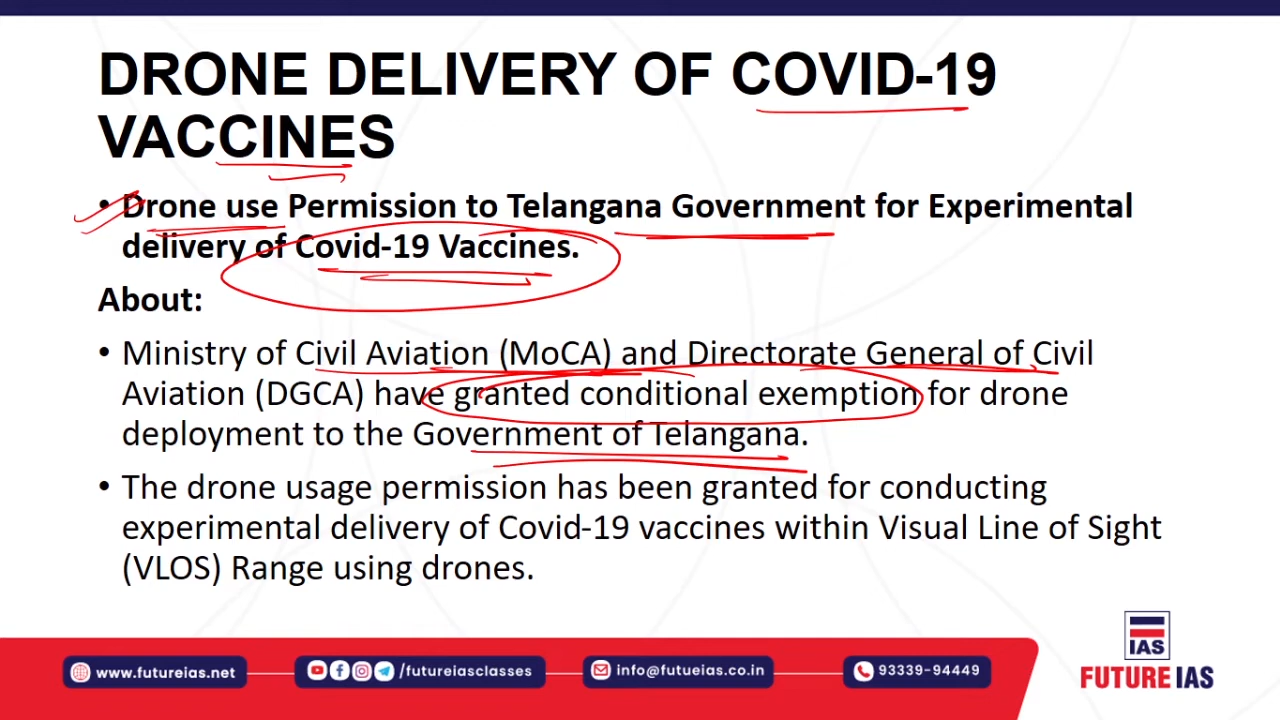 DRONE DELIVERY OF COVID-19
VACCINES
• Drone use Permission to Telangana Government for Experimental
delivery of Covid-19 Vaccines.
About:
• Ministry of Civil Aviation (MoCA) and Directorate General of Civil
Aviation (DGCA) have granted conditional exemption for drone
deployment to the Government of Telangana.
• The drone usage permission has been granted for conducting
experimental delivery of Covid-19 vaccines within Visual Line of Sight
(VLOS) Range using drones.
IAS
FUTURE IAS
www.futureias.net
/futureiasclasses
info@futueias.co.in
93339-94449